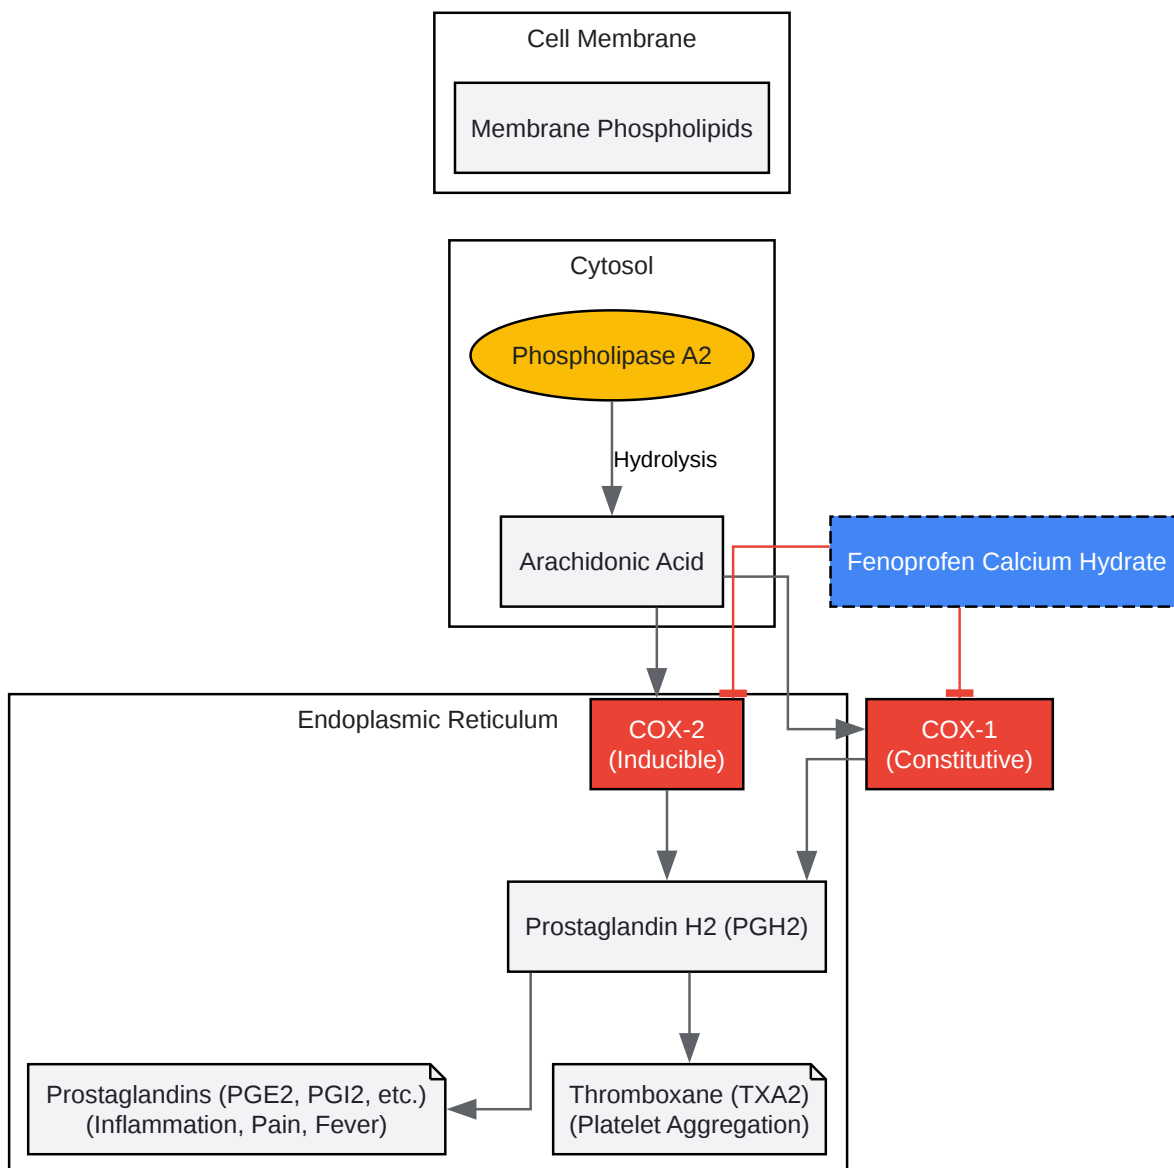 Cell Membrane
Membrane Phospholipids
Cytosol
Phospholipase A2
Hydrolysis
Arachidonic Acid
Fenoprofen Calcium Hydrate
Endoplasmic Reticulum
COX-2
(Inducible)
COX-1
(Constitutive)
Prostaglandin H2 (PGH2)
Prostaglandins (PGE2, PGI2, etc.)
(Inflammation, Pain, Fever)
Thromboxane (TXA2)
(Platelet Aggregation)